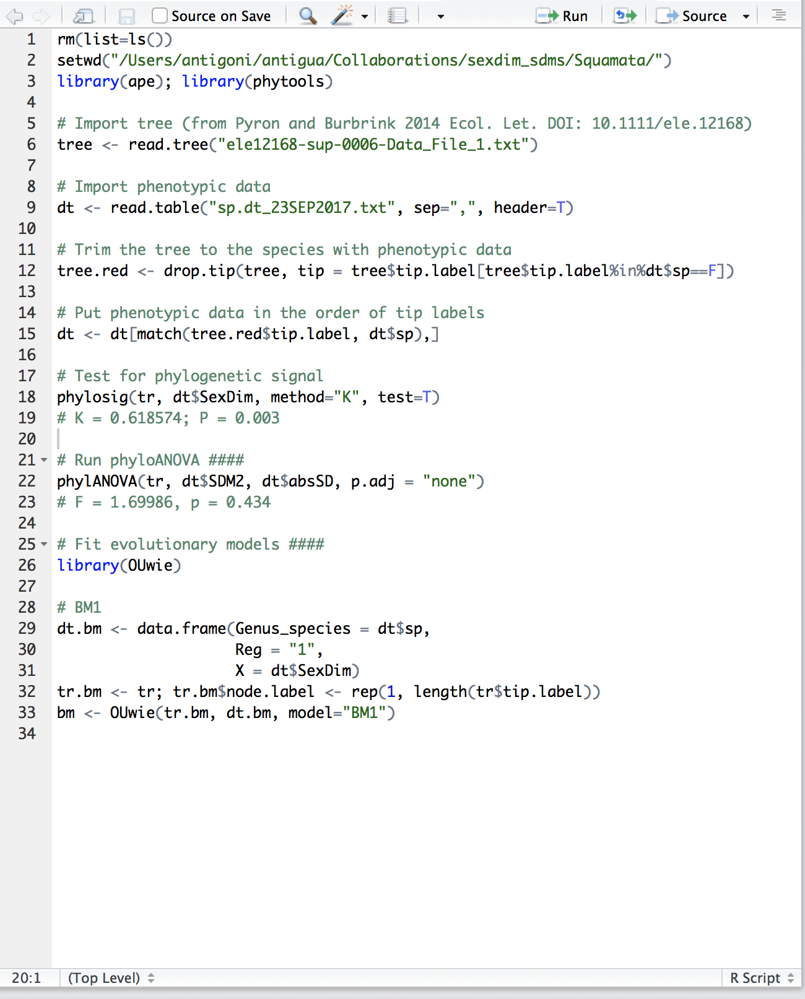 Source on Save Run Source
1 rm(list=ls())
2 setwd("/Users/antigoni/antigua/Collaborations/sexdim_sdms/Squamata/")
3 library(ape); library(phytools)
4
5 # Import tree (from Pyron and Burbrink 2014 Ecol. Let. DOI: 10.1111/ele.12168)
6 tree <- read.tree("ele12168-sup-0006-Data_File_1.txt")
7
8 # Import phenotypic data
9 dt <- read.table("sp.dt_23SEP2017.txt", sep=",", header=T)
10
11 # Trim the tree to the species with phenotypic data
12 tree.red <- drop.tip(tree, tip = tree$tip.label[tree$tip.label%in%dt$sp==F])
13
14 # Put phenotypic data in the order of tip labels
15 dt <- dt[match(tree.red$tip.label, dt$sp),]
16
17 # Test for phylogenetic signal
18 phylosig(tr, dt$SexDim, method="K", test=T)
19 # K = 0.618574; P = 0.003
20
21 # Run phyloANOVA ####
22 phylANOVA(tr, dt$SDM2, dt$absSD, p.adj = "none")
23 # F = 1.69986, p = 0.434
24
25 # Fit evolutionary models ####
26 library(OUwie)
27
28 # BM1
29 dt.bm <- data.frame(Genus_species = dt$sp,
30 Reg = "1",
31 X = dt$SexDim)
32 tr.bm <- tr; tr.bm$node.label <- rep(1, length(tr$tip.label))
33 bm <- OUwie(tr.bm, dt.bm, model="BM1")
34
20:1 (Top Level) R Script